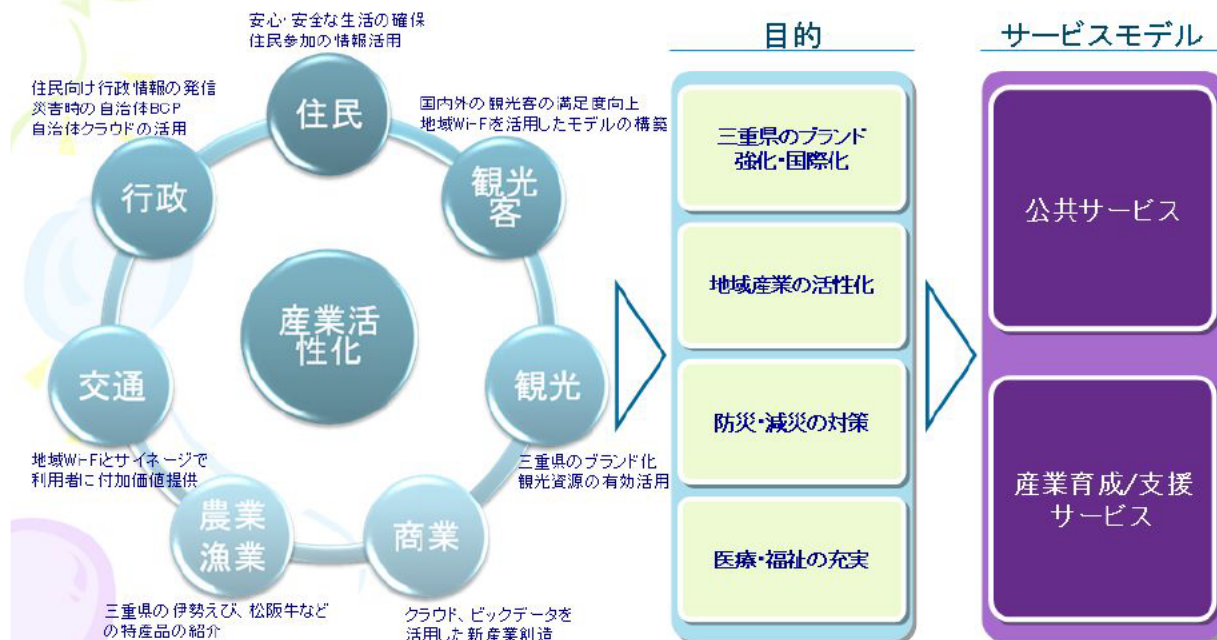 安心・安全な生活の確保
住民参加の情報活用
住民
住民向け行政情報の発信
災害時の自治体BCP
自治体クラウドの活用
行政
国内外の観光客の満足度向上
地域Wi-Fiを活用したモデルの構築
観光
客
産業活
性化
交通
地域Wi-Fiとサイネージで
利用者に付加価値提供
観光
三重県のブランド化
観光資源の有効活用
農業
漁業
三重県の伊勢えび、松阪牛など
の特産品の紹介
商業
クラウド、ビックデータを
活用した新産業創造
目的
三重県のブランド
強化・国際化
地域産業の活性化
防災・減災の対策
医療・福祉の充実
サービスモデル
公共サービス
産業育成/支援
サービス